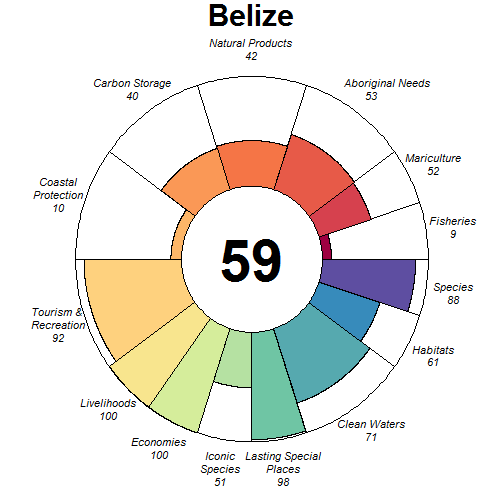 Belize
Natural Products
42
Carbon Storage
40
Aboriginal Needs
53
Mariculture
52
Coastal
Protection
10
Fisheries
9
59
Species
88
Tourism &
Recreation
92
Habitats
61
Livelihoods
100
Clean Waters
71
Economies
100
Iconic
Species
51
Lasting Special
Places
98